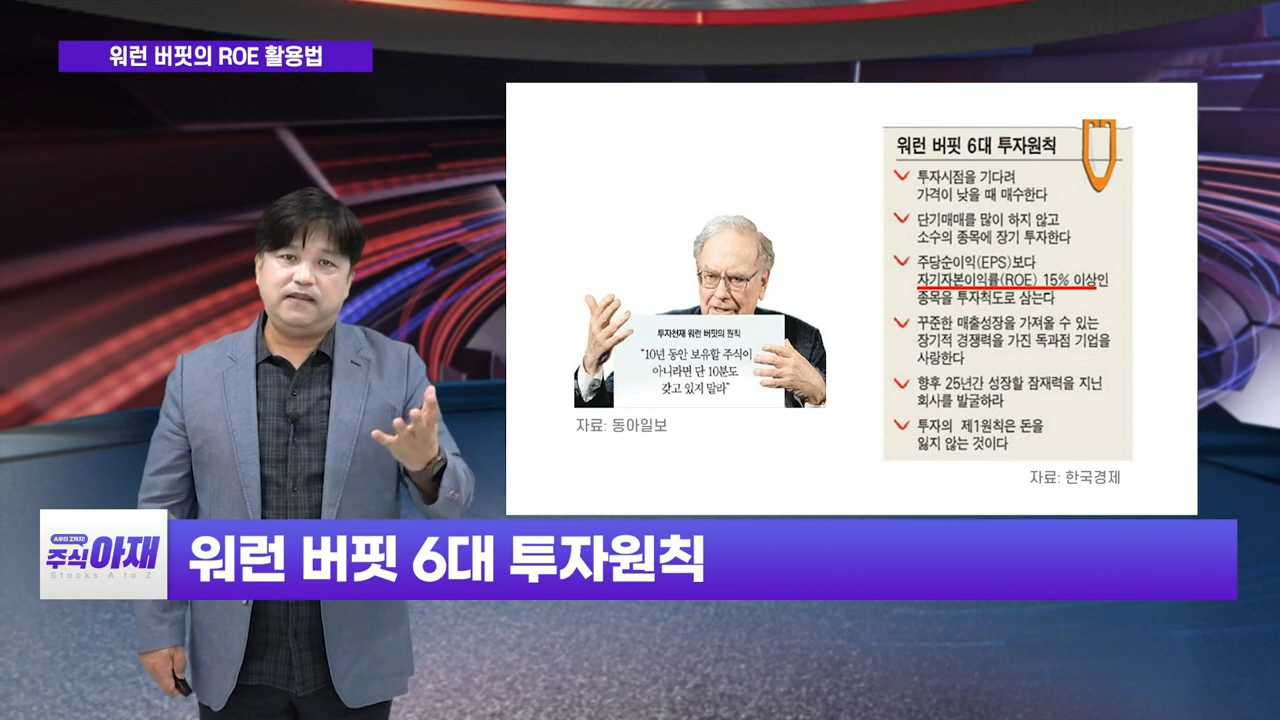 워런 버핏의 ROE 활용법
워런 버핏 6대 투자원칙
투자시점을 기다려
가격이 낮을 때 매수한다
단기매매를 많이 하지 않고
소수의 종목에 장기 투자한다
주당순이익(EPS)보다
자기자본이익률(ROE) 15% 이상인
종목을 투자척도로 삼는다
꾸준한 매출성장을 가져올 수 있는
장기적 경쟁력을 가진 독과점 기업을
사랑한다
향후 25년간 성장할 잠재력을 지닌
회사를 발굴하라
투자의 제1원칙은 돈을
잃지 않는 것이다
자료: 한국경제
투자천재 워런 버핏의 원칙
“10년 동안 보유할 주식이
아니라면 단 10분도
갖고 있지 말라”
자료: 동아일보
A부터 Z까지!
주식아재
Stocks A to Z
워런 버핏 6대 투자원칙